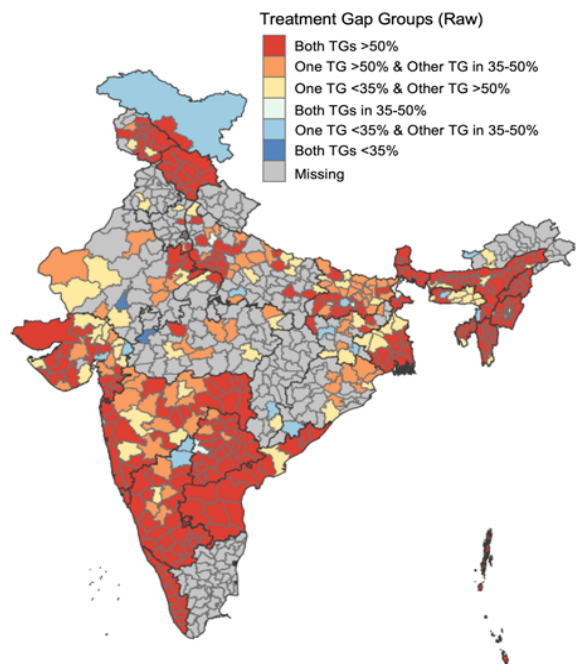 Treatment Gap Groups (Raw)
Both TGs >50%
One TG >50% & Other TG in 35-50%
One TG <35% & Other TG >50%
Both TGs in 35-50%
One TG <35% & Other TG in 35-50%
Both TGs <35%
Missing